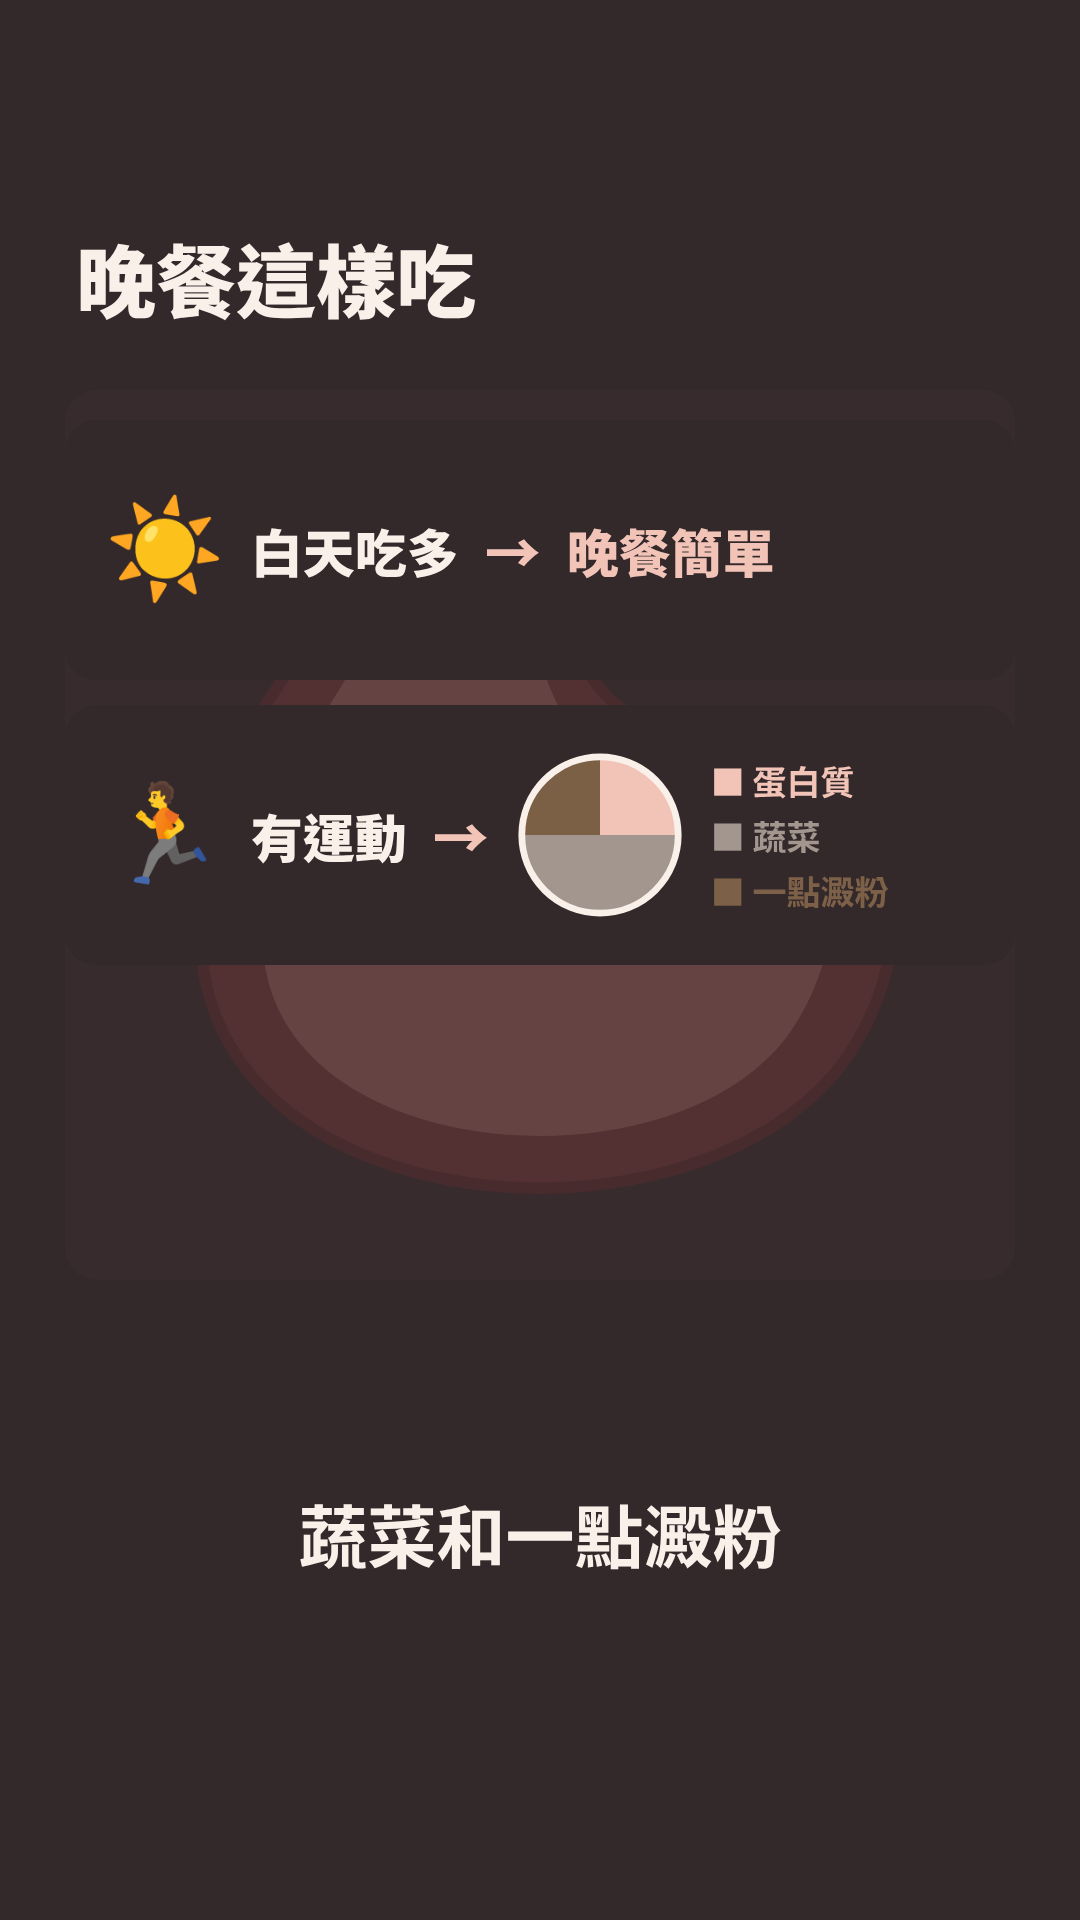 晚餐這樣吃
白天吃多 → 晚餐簡單
有運動 →
蛋白質
蔬菜
一點澱粉
蔬菜和一點澱粉